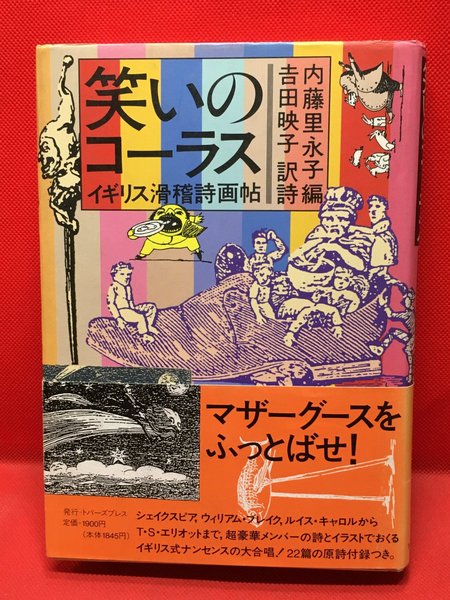 笑いの
コーラス
イギリス滑稽詩画帖
内藤里永子編
吉田映子訳詩
マザーグースを
ふっとばせ!
発行・トパーズプレス
定価・1900円
〔本体1845円〕
シェイクスピア, ウィリアム・ブレイク, ルイス・キャロルから
T・S・エリオットまで, 超豪華メンバーの詩とイラストでおくる
イギリス式ナンセンスの大合唱! 22篇の原詩付録つき。